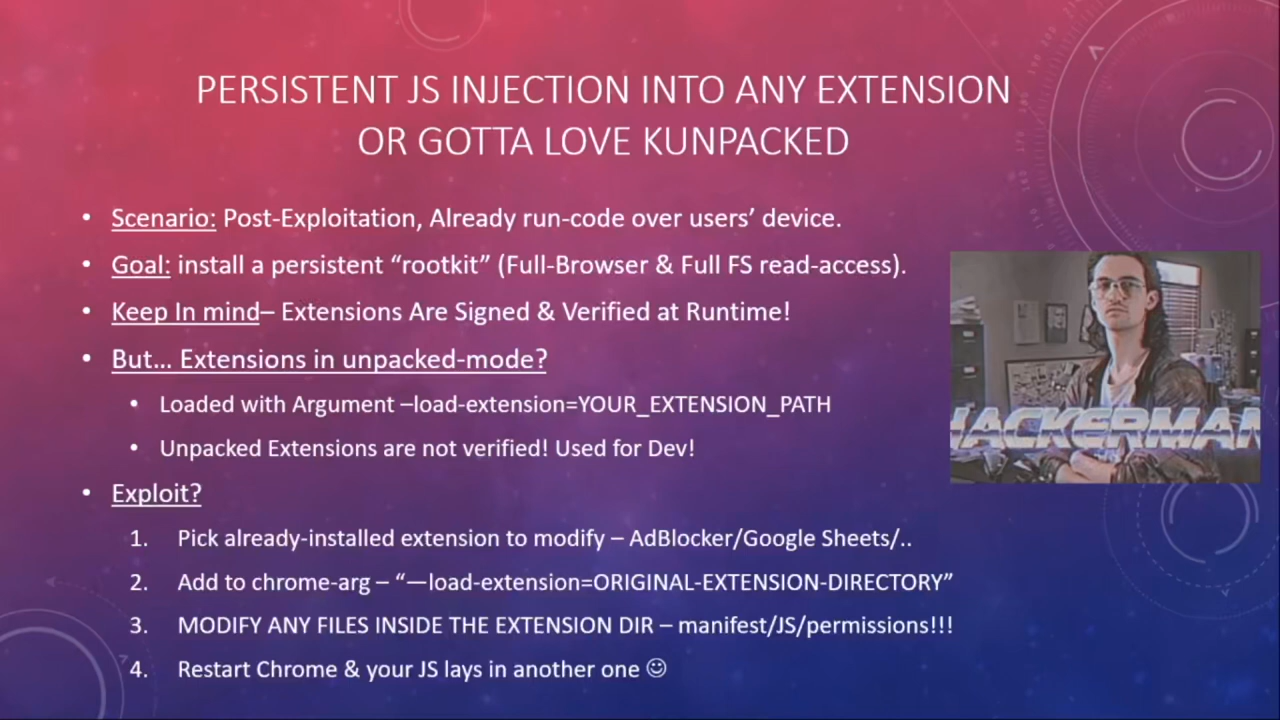 PERSISTENT JS INJECTION INTO ANY EXTENSION
OR GOTTA LOVE KUNPACKED
• Scenario: Post-Exploitation, Already run-code over users’ device.
• Goal: install a persistent “rootkit” (Full-Browser & Full FS read-access).
• Keep In mind– Extensions Are Signed & Verified at Runtime!
• But… Extensions in unpacked-mode?
• Loaded with Argument –load-extension=YOUR_EXTENSION_PATH
• Unpacked Extensions are not verified! Used for Dev!
• Exploit?
1. Pick already-installed extension to modify – AdBlocker/Google Sheets/..
2. Add to chrome-arg – “—load-extension=ORIGINAL-EXTENSION-DIRECTORY”
3. MODIFY ANY FILES INSIDE THE EXTENSION DIR – manifest/JS/permissions!!!
4. Restart Chrome & your JS lays in another one ☺
HACKERMAN